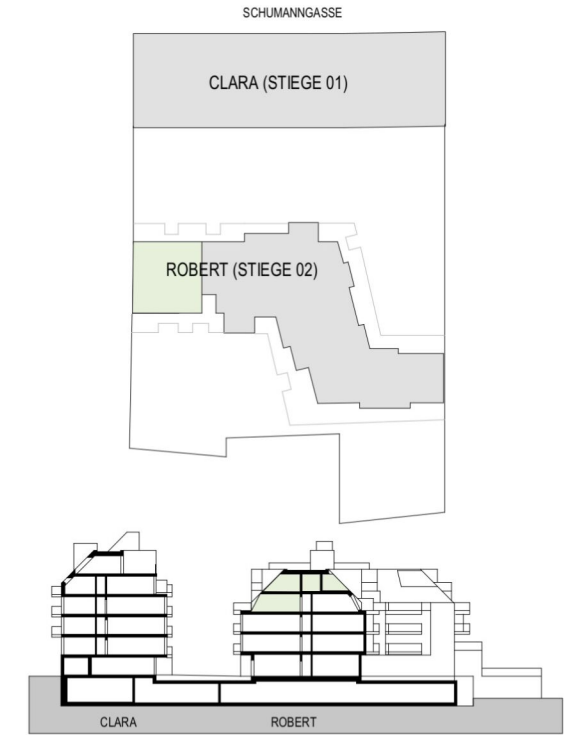 SCHUMANNGASSE
CLARA (STIEGE 01)
ROBERT (STIEGE 02)
CLARA ROBERT